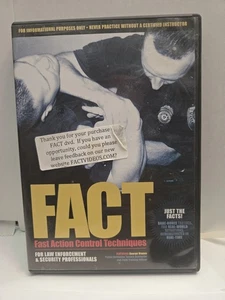 FOR INFORMATIONAL PURPOSES ONLY - NEVER PRACTICE WITHOUT A CERTIFIED INSTRUCTOR
Thank you for your purchase
FACT dvd. If you have an
opportunity, could you please
leave feedback on our new
website FACTVIDEOS.COM?
FACT
Fast Action Control Techniques
FOR LAW ENFORCEMENT
& SECURITY PROFESSIONALS
JUST THE
FACTS!